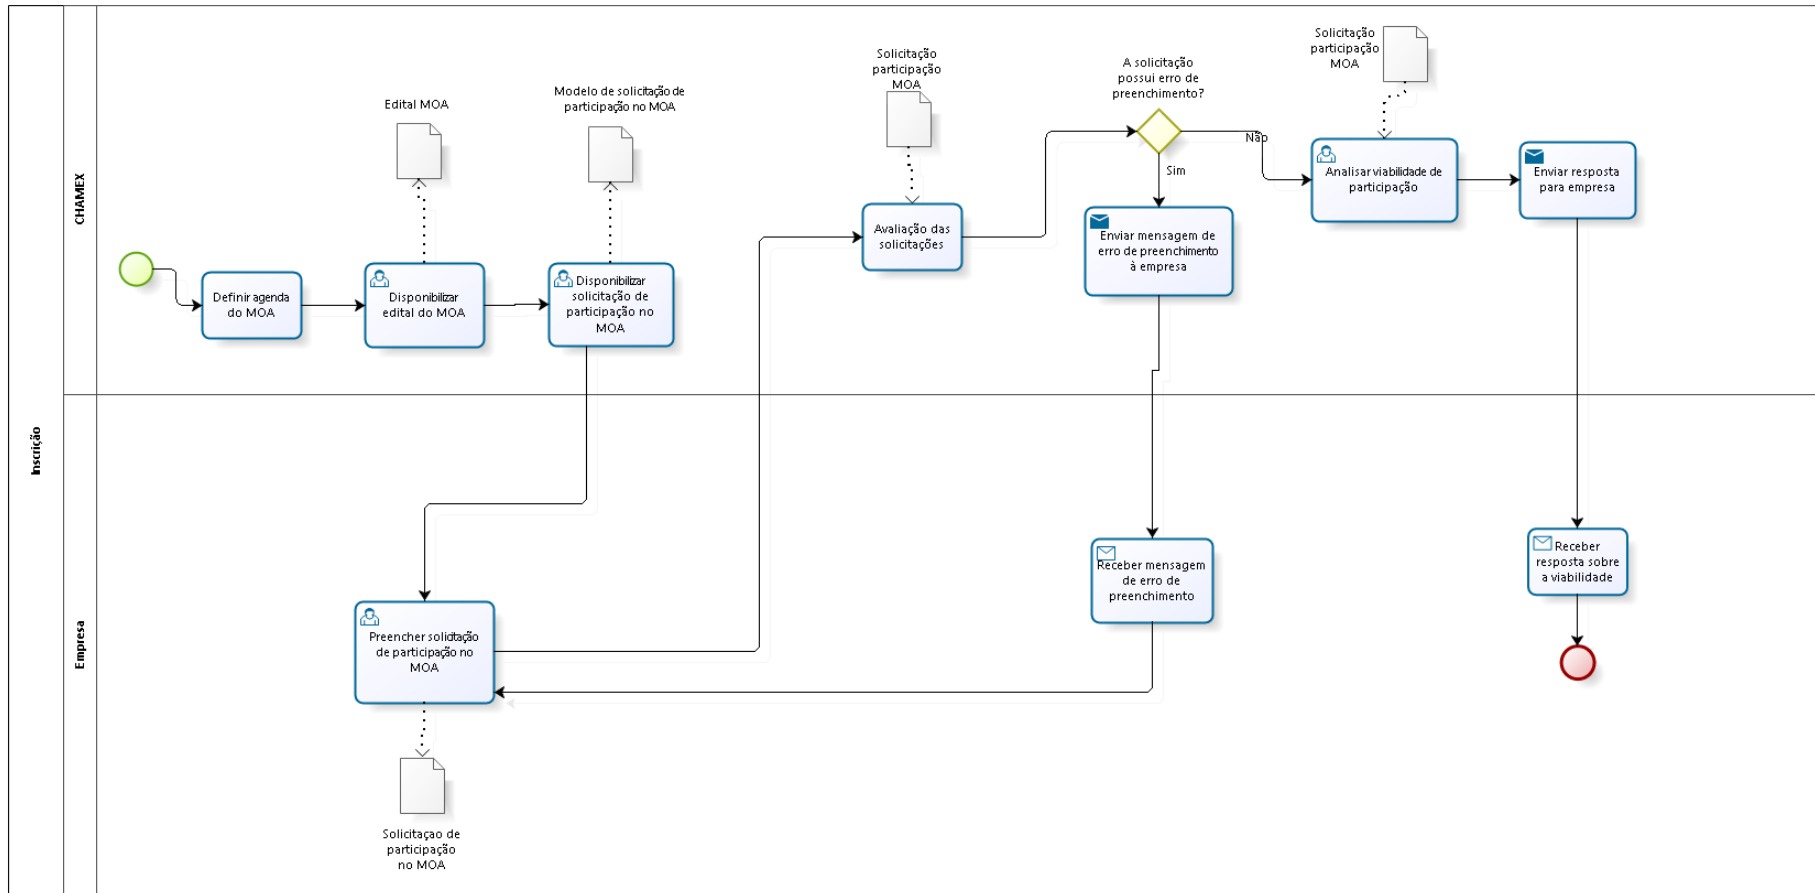 Inscrição
CHAMEX
Definir agenda
do MOA
Edital MOA
Disponibilizar
edital do MOA
Modelo de solicitação de
participação no MOA
Disponibilizar
solicitação de
participação no
MOA
Solicitação
participação
MOA
Avaliação das
solicitações
A solicitação
possui erro de
preenchimento?
Não
Sim
Enviar mensagem de
erro de preenchimento
à empresa
Solicitação
participação
MOA
Analisar viabilidade de
participação
Enviar resposta
para empresa
Empresa
Preencher solicitação
de participação no
MOA
Solicitaçao de
participação
no MOA
Receber mensagem
de erro de
preenchimento
Receber
resposta sobre
a viabilidade